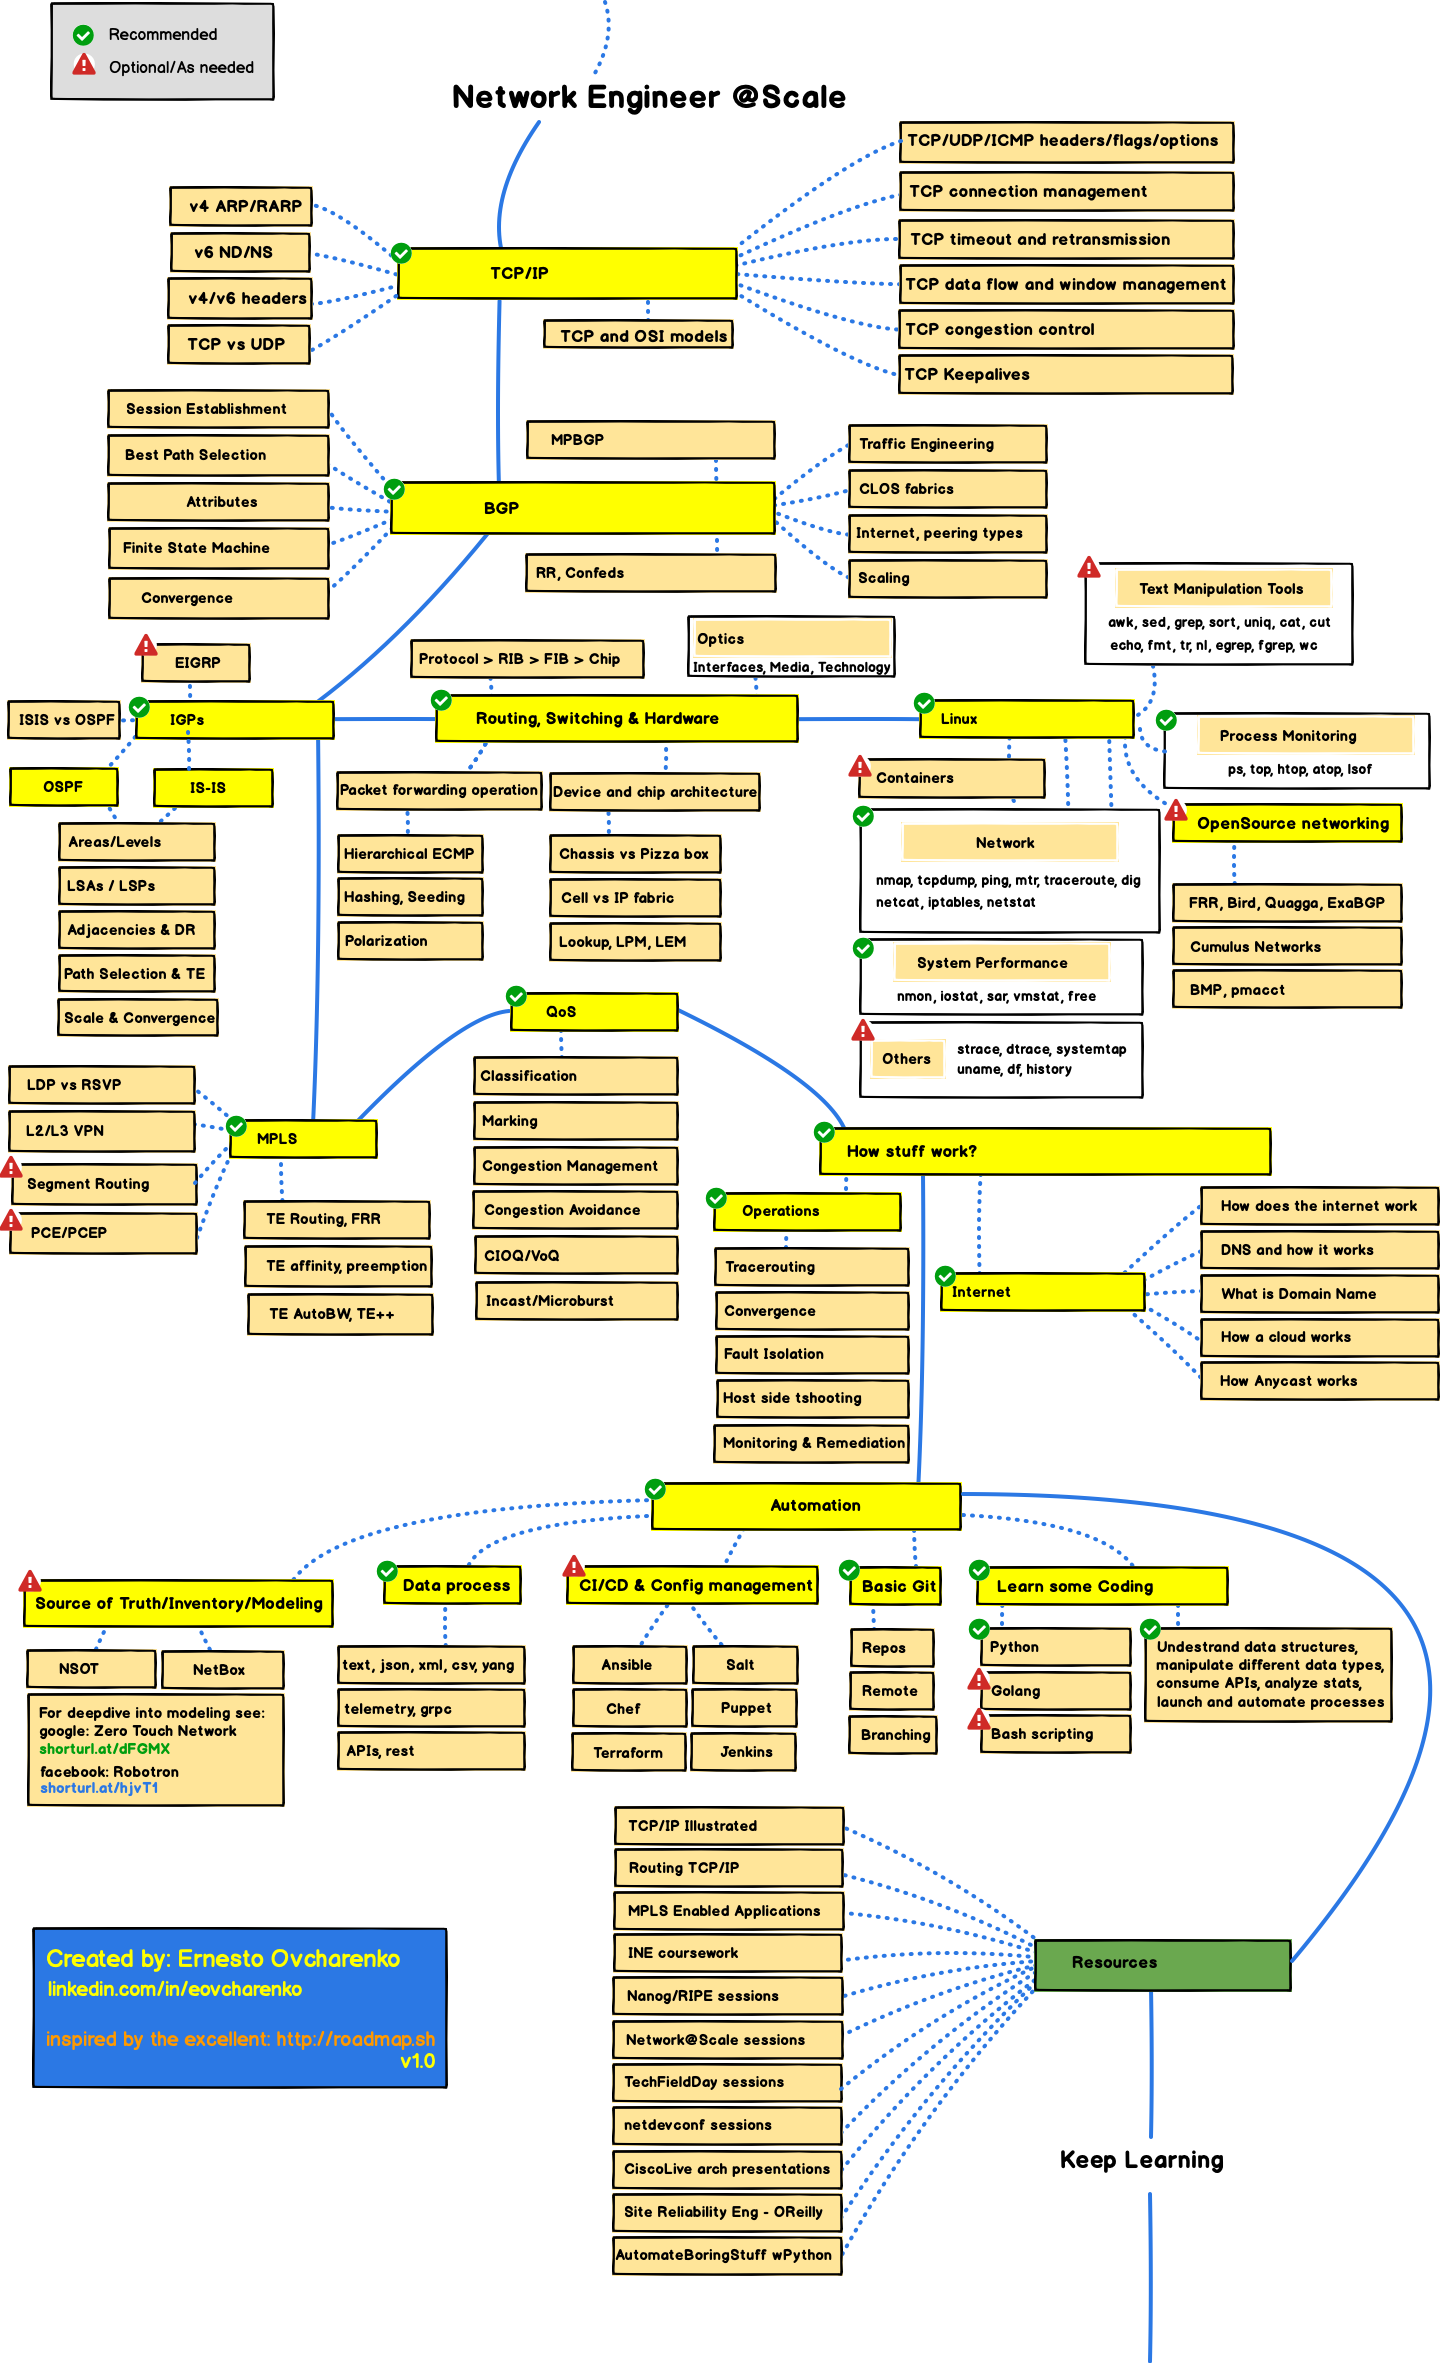 Recommended
Optional/As needed
Network Engineer @Scale
TCP/UDP/ICMP headers/flags/options
TCP connection management
TCP timeout and retransmission
TCP data flow and window management
TCP congestion control
TCP Keepalives
v4 ARP/RARP
v6 ND/NS
v4/v6 headers
TCP vs UDP
TCP/IP
TCP and OSI models
Session Establishment
Best Path Selection
Attributes
Finite State Machine
Convergence
MPBGP
BGP
RR, Confeds
Traffic Engineering
CLOS fabrics
Internet, peering types
Scaling
Text Manipulation Tools
awk, sed, grep, sort, uniq, cat, cut
echo, fmt, tr, nl, egrep, fgrep, wc
EIGRP
ISIS vs OSPF
IGPs
OSPF
IS-IS
Areas/Levels
LSAs / LSPs
Adjacencies & DR
Path Selection & TE
Scale & Convergence
Protocol > RIB > FIB > Chip
Optics
Interfaces, Media, Technology
Routing, Switching & Hardware
Packet forwarding operation
Hierarchical ECMP
Hashing, Seeding
Polarization
Device and chip architecture
Chassis vs Pizza box
Cell vs IP fabric
Lookup, LPM, LEM
Linux
Process Monitoring
ps, top, htop, atop, lsof
Containers
Network
nmap, tcpdump, ping, mtr, traceroute, dig
netcat, iptables, netstat
System Performance
nmon, iostat, sar, vmstat, free
Others
strace, dtrace, systemtap
uname, df, history
OpenSource networking
FRR, Bird, Quagga, ExaBGP
Cumulus Networks
BMP, pmacct
QoS
Classification
Marking
Congestion Management
Congestion Avoidance
CIOQ/VoQ
Incast/Microburst
LDP vs RSVP
L2/L3 VPN
Segment Routing
PCE/PCEP
MPLS
TE Routing, FRR
TE affinity, preemption
TE AutoBW, TE++
How stuff work?
Operations
Tracerouting
Convergence
Fault Isolation
Host side tshooting
Monitoring & Remediation
Internet
How does the internet work
DNS and how it works
What is Domain Name
How a cloud works
How Anycast works
Automation
Source of Truth/Inventory/Modeling
NSOT
NetBox
For deepdive into modeling see:
google: Zero Touch Network
shorturl.at/dFGMX
facebook: Robotron
shorturl.at/hjvT1
Data process
text, json, xml, csv, yang
telemetry, grpc
APIs, rest
CI/CD & Config management
Ansible
Salt
Chef
Puppet
Terraform
Jenkins
Basic Git
Repos
Remote
Branching
Learn some Coding
Python
Golang
Bash scripting
Undestrand data structures,
manipulate different data types,
consume APIs, analyze stats,
launch and automate processes
TCP/IP Illustrated
Routing TCP/IP
MPLS Enabled Applications
INE coursework
Nanog/RIPE sessions
Network@Scale sessions
TechFieldDay sessions
netdevconf sessions
CiscoLive arch presentations
Site Reliability Eng - OReilly
AutomateBoringStuff wPython
Resources
Created by: Ernesto Ovcharenko
linkedin.com/in/eovcharenko
inspired by the excellent: http://roadmap.sh
v1.0
Keep Learning